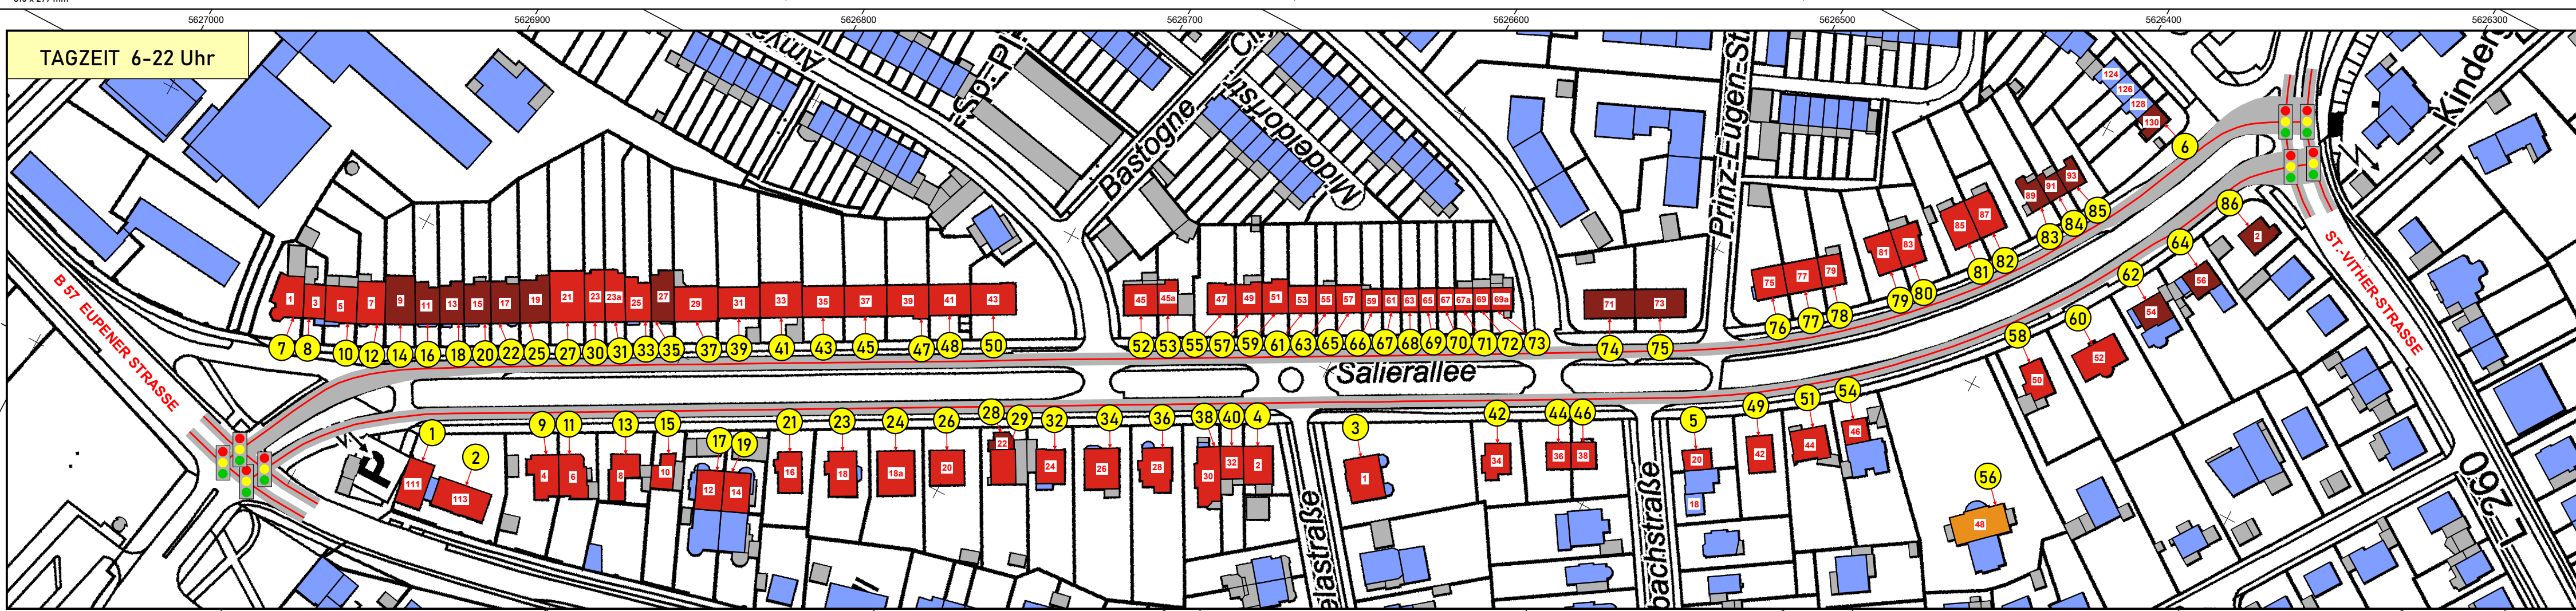 5627000 5626900 5626800 5626700 5626600 5626500 5626400 5626300
TAGZEIT 6-22 Uhr
Bastogne
Middeldorfstr
Prinz-Eugen-Str
Kinderg
124
126
128
130
6
93
91
89
86
2
85
84
83
87
85
64
56
83
81
82
81
62
54
79
77
75
80
79
60
52
78
77
76
58
50
1 3 5 7 9 11 13 15 17 19 21 23 23a 25 27 29 31 33 35 37 39 41 43
45 45a 47 49 51 53 55 57 59 61 63 65 67 67a 69 69a
71 73
7 8 10 12 14 16 18 20 22 25 27 30 31 33 35 37 39 41 43 45 47 48 50
52 53 55 57 59 61 63 65 66 67 68 69 70 71 72 73
74 75
B 57 EUPENER STRASSE
ST.-VITHER-STRASSE
Salierallee
1 2 9 11 13 15 17 19 21 23 24 26 28 29 32 34 36 38 40 4 3 42 44 46 5 49 51 54 56
111 113 4 6 8 10 12 14 16 18 18a 20 22 24 26 28 30 32 2 1 34 36 38 20 18 42 44 46 48
P
elastraße
bachstraße
L 260